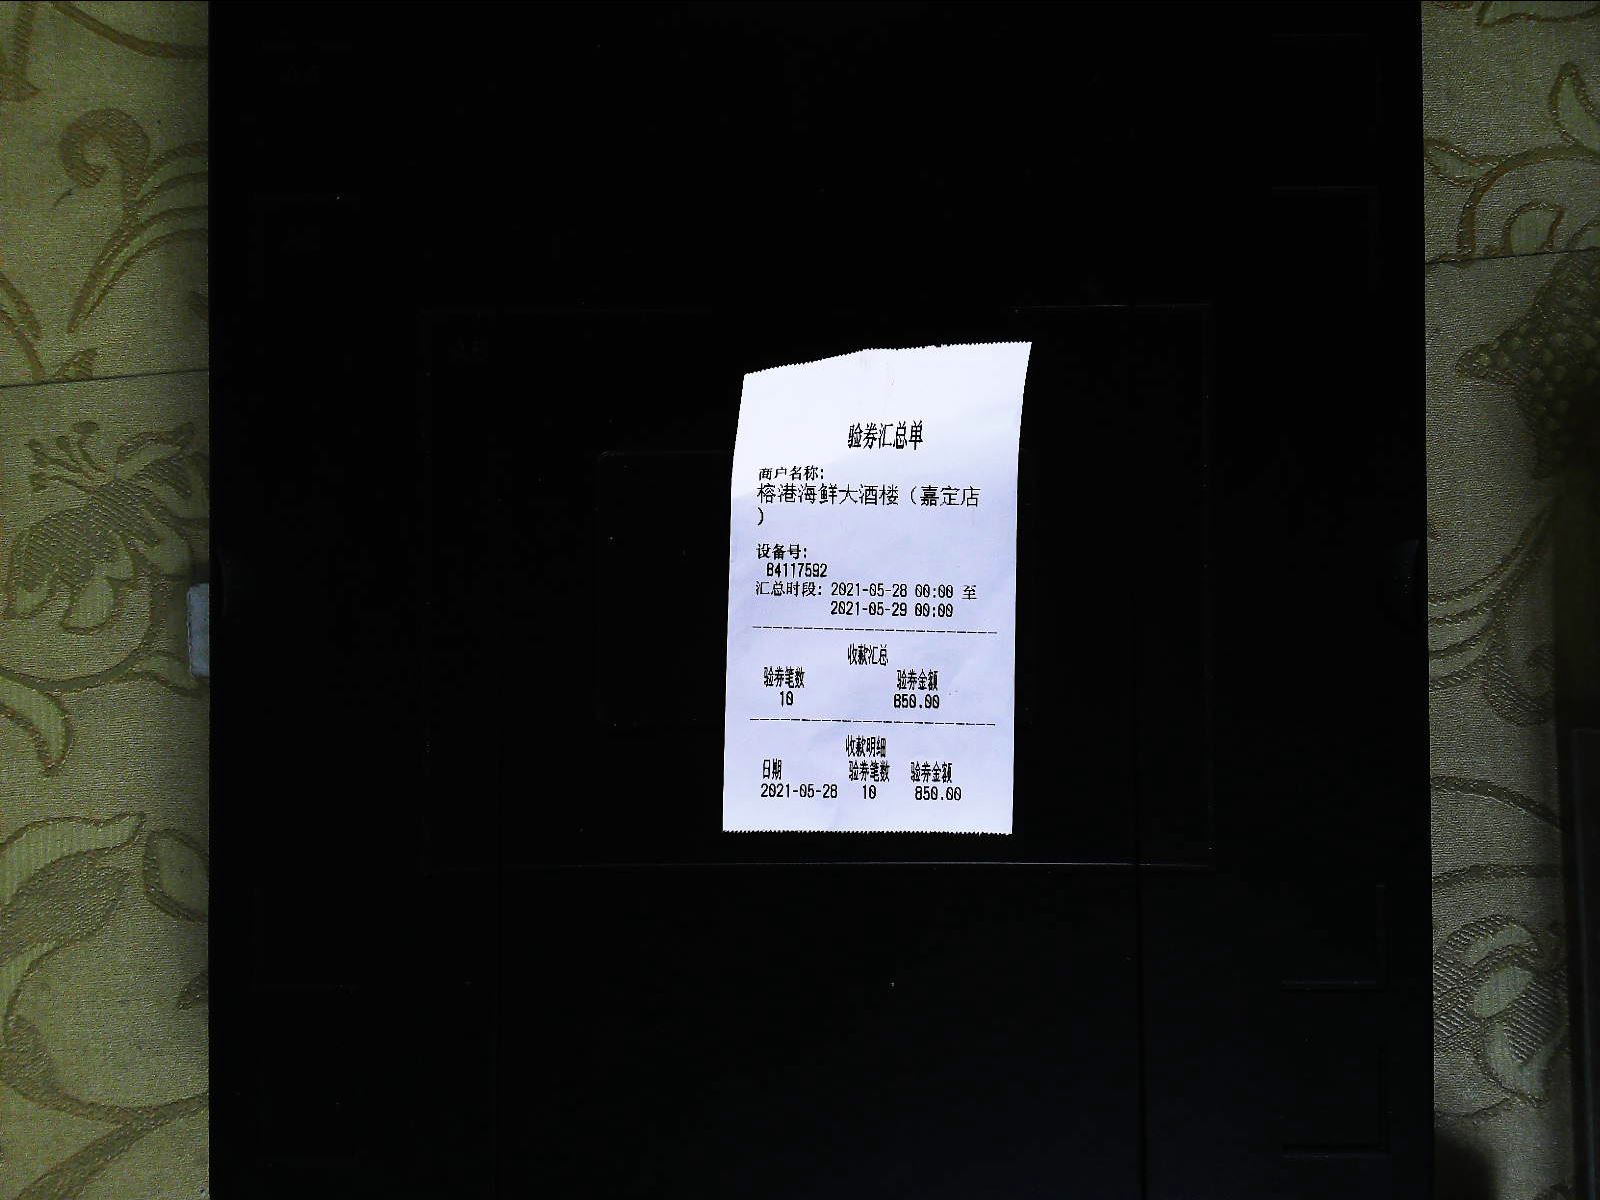 验券汇总单
商户名称:
榕港海鲜大酒楼（嘉定店
）
设备号:
84117592
汇总时段: 2021-05-28 00:00 至
2021-05-29 00:00
收款汇总
验券笔数 验券金额
10 850.00
收款明细
日期 验券笔数 验券金额
2021-05-28 10 850.00